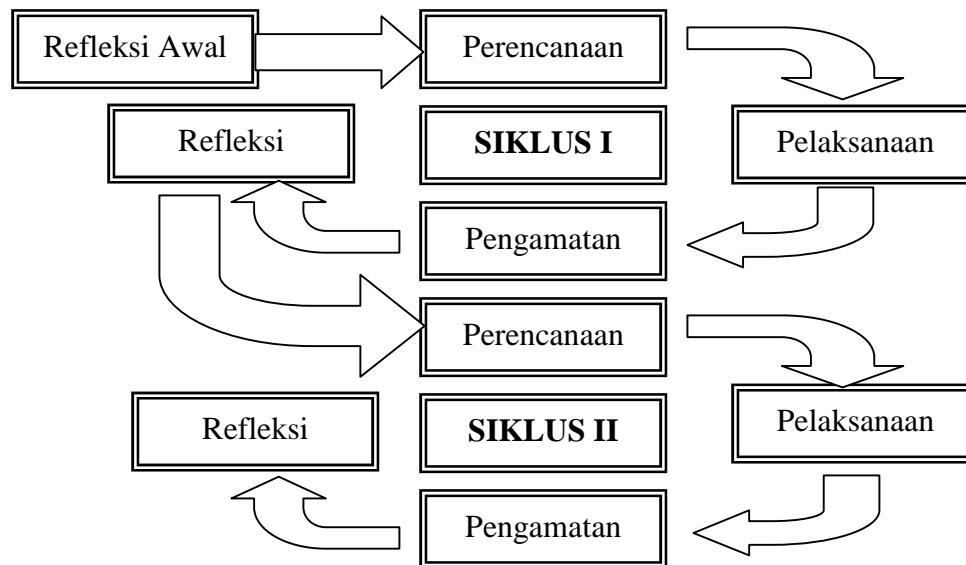 Refleksi Awal
Perencanaan
Refleksi
SIKLUS I
Pelaksanaan
Pengamatan
Perencanaan
Refleksi
SIKLUS II
Pelaksanaan
Pengamatan